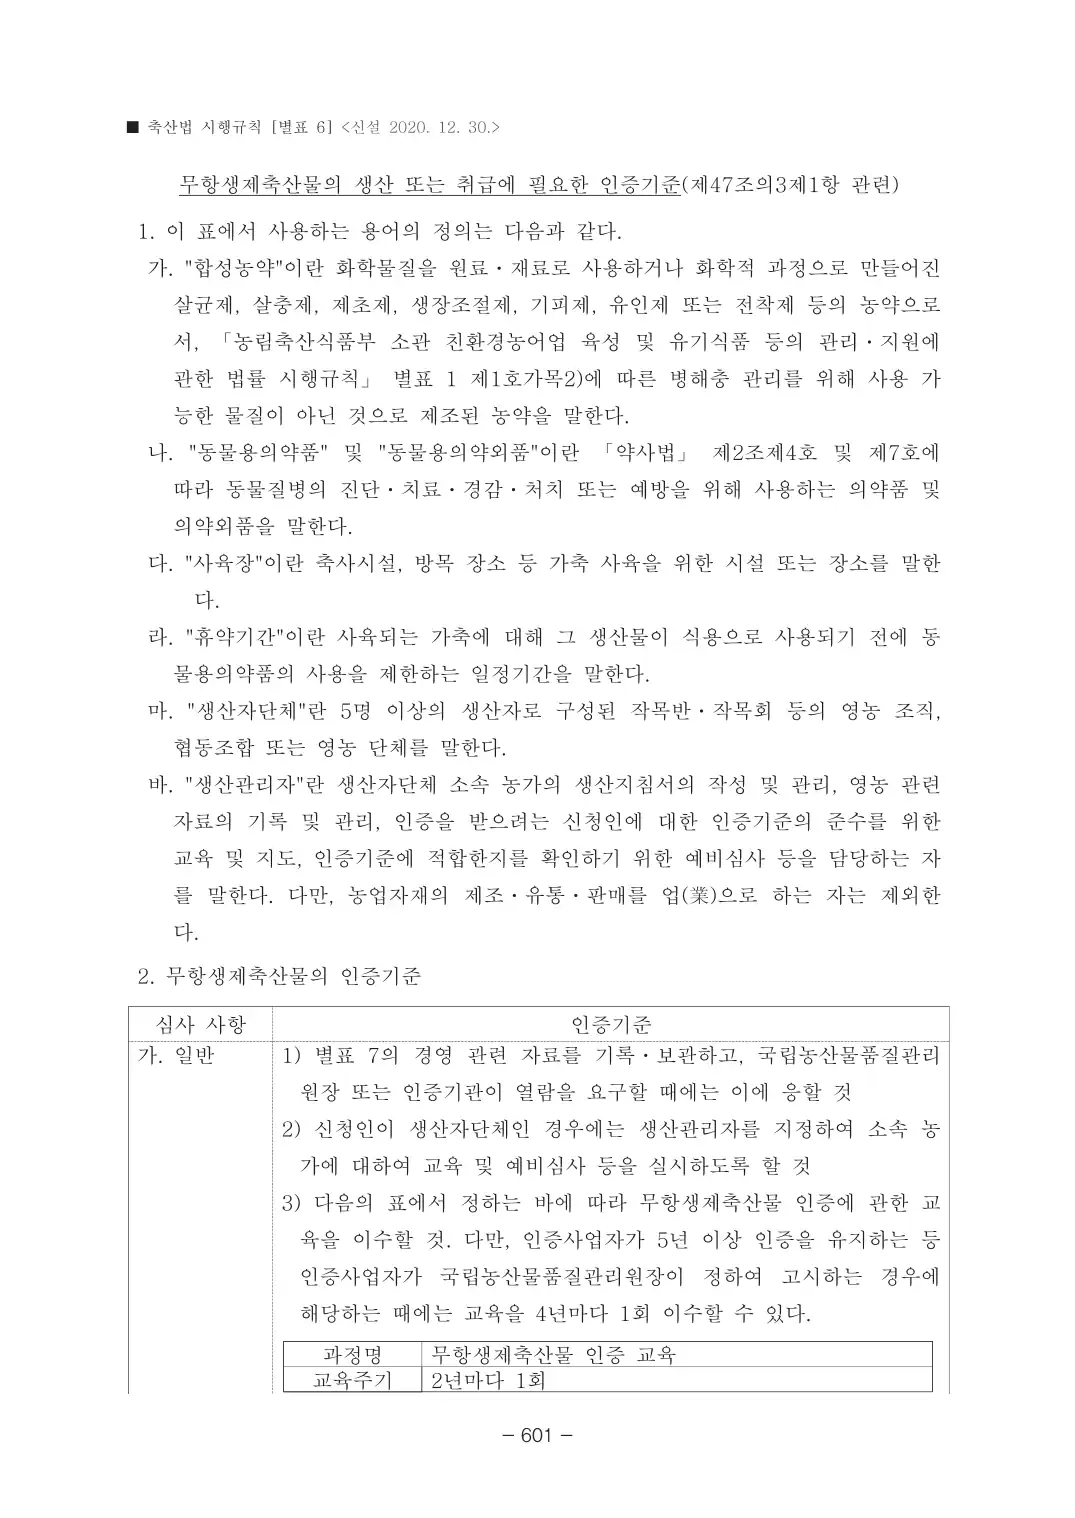 ■ 축산법 시행규칙 [별표 6] <신설 2020. 12. 30.>
무항생제축산물의 생산 또는 취급에 필요한 인증기준(제47조의3제1항 관련)
1. 이 표에서 사용하는 용어의 정의는 다음과 같다.
가. "합성농약"이란 화학물질을 원료·재료로 사용하거나 화학적 과정으로 만들어진
살균제, 살충제, 제초제, 생장조절제, 기피제, 유인제 또는 전착제 등의 농약으로
서, 「농림축산식품부 소관 친환경농어업 육성 및 유기식품 등의 관리·지원에
관한 법률 시행규칙」 별표 1 제1호가목2)에 따른 병해충 관리를 위해 사용 가
능한 물질이 아닌 것으로 제조된 농약을 말한다.
나. "동물용의약품" 및 "동물용의약외품"이란 「약사법」 제2조제4호 및 제7호에
따라 동물질병의 진단·치료·경감·처치 또는 예방을 위해 사용하는 의약품 및
의약외품을 말한다.
다. "사육장"이란 축사시설, 방목 장소 등 가축 사육을 위한 시설 또는 장소를 말한
다.
라. "휴약기간"이란 사육되는 가축에 대해 그 생산물이 식용으로 사용되기 전에 동
물용의약품의 사용을 제한하는 일정기간을 말한다.
마. "생산자단체"란 5명 이상의 생산자로 구성된 작목반·작목회 등의 영농 조직,
협동조합 또는 영농 단체를 말한다.
바. "생산관리자"란 생산자단체 소속 농가의 생산지침서의 작성 및 관리, 영농 관련
자료의 기록 및 관리, 인증을 받으려는 신청인에 대한 인증기준의 준수를 위한
교육 및 지도, 인증기준에 적합한지를 확인하기 위한 예비심사 등을 담당하는 자
를 말한다. 다만, 농업자재의 제조·유통·판매를 업(業)으로 하는 자는 제외한
다.
2. 무항생제축산물의 인증기준
심사 사항 인증기준
가. 일반 1) 별표 7의 경영 관련 자료를 기록·보관하고, 국립농산물품질관리
원장 또는 인증기관이 열람을 요구할 때에는 이에 응할 것
2) 신청인이 생산자단체인 경우에는 생산관리자를 지정하여 소속 농
가에 대하여 교육 및 예비심사 등을 실시하도록 할 것
3) 다음의 표에서 정하는 바에 따라 무항생제축산물 인증에 관한 교
육을 이수할 것. 다만, 인증사업자가 5년 이상 인증을 유지하는 등
인증사업자가 국립농산물품질관리원장이 정하여 고시하는 경우에
해당하는 때에는 교육을 4년마다 1회 이수할 수 있다.
과정명 무항생제축산물 인증 교육
교육주기 2년마다 1회
- 601 -